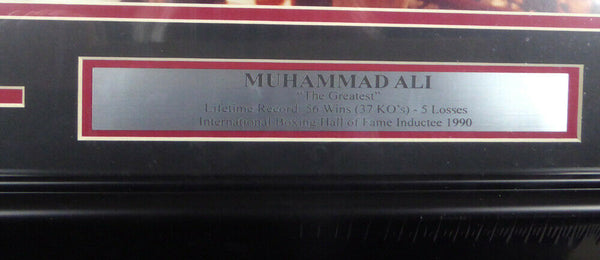 MUHAMMAD ALI
"The Greatest"
Lifetime Record: 56 Wins (37 KO's) - 5 Losses
International Boxing Hall of Fame Inductee 1990